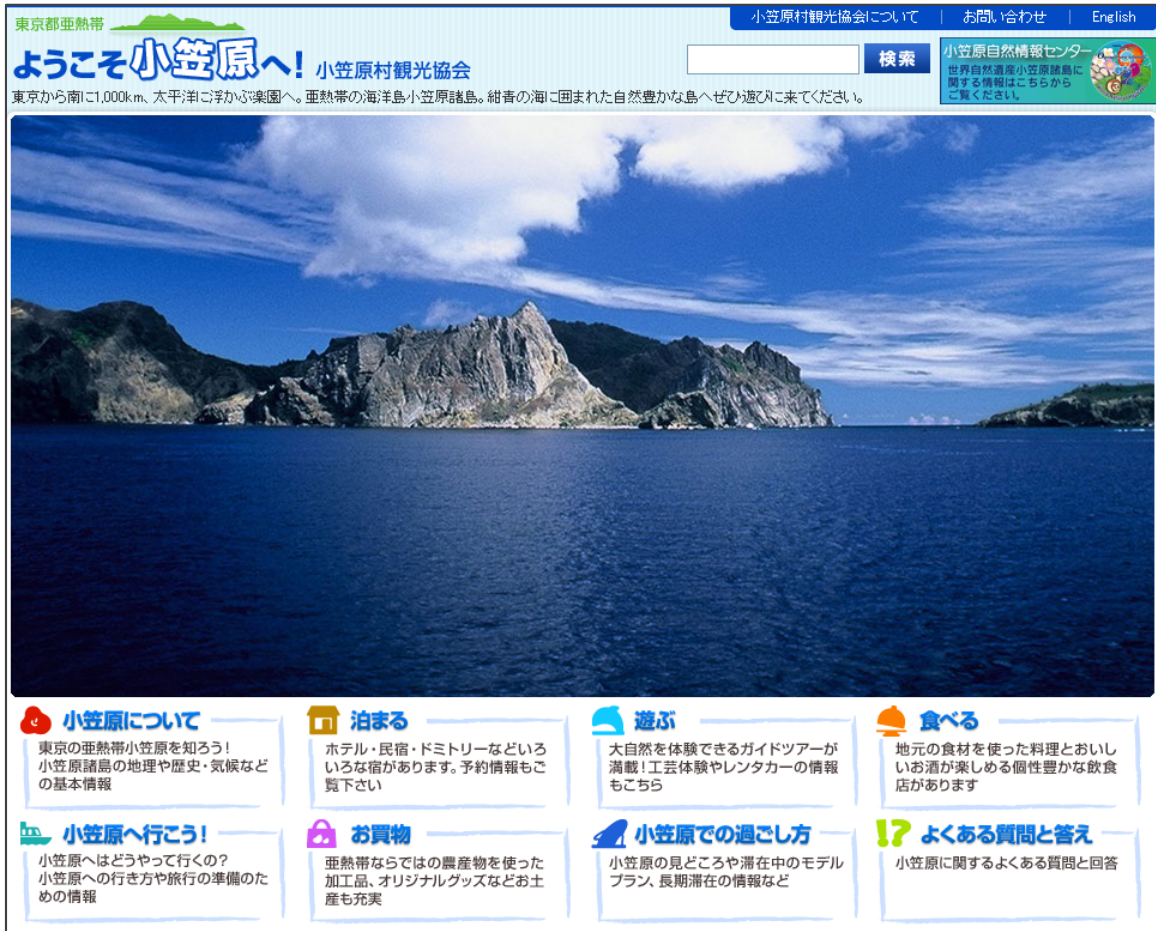 小笠原村観光協会について | お問い合わせ | English
東京都亜熱帯
ようこそ小笠原へ! 小笠原村観光協会
検索
小笠原自然情報センター
世界自然遺産小笠原諸島に
関する情報はこちらから
ご覧ください。
東京から南に1,000km、太平洋に浮かぶ楽園へ。亜熱帯の海洋島小笠原諸島。紺青の海に囲まれた自然豊かな島へぜひ遊びに来てください。
小笠原について
東京の亜熱帯小笠原を知ろう!
小笠原諸島の地理や歴史・気候など
の基本情報
泊まる
ホテル・民宿・ドミトリーなどいろ
いろな宿があります。予約情報もご
覧下さい
遊ぶ
大自然を体験できるガイドツアーが
満載!工芸体験やレンタカーの情報
もこちら
食べる
地元の食材を使った料理とおいし
いお酒が楽しめる個性豊かな飲食
店があります
小笠原へ行こう!
小笠原へはどうやって行くの?
小笠原への行き方や旅行の準備のた
めの情報
お買物
亜熱帯ならではの農産物を使った
加工品、オリジナルグッズなどお土
産も充実
小笠原での過ごし方
小笠原の見どころや滞在中のモデル
プラン、長期滞在の情報など
!? よくある質問と答え
小笠原に関するよくある質問と回答